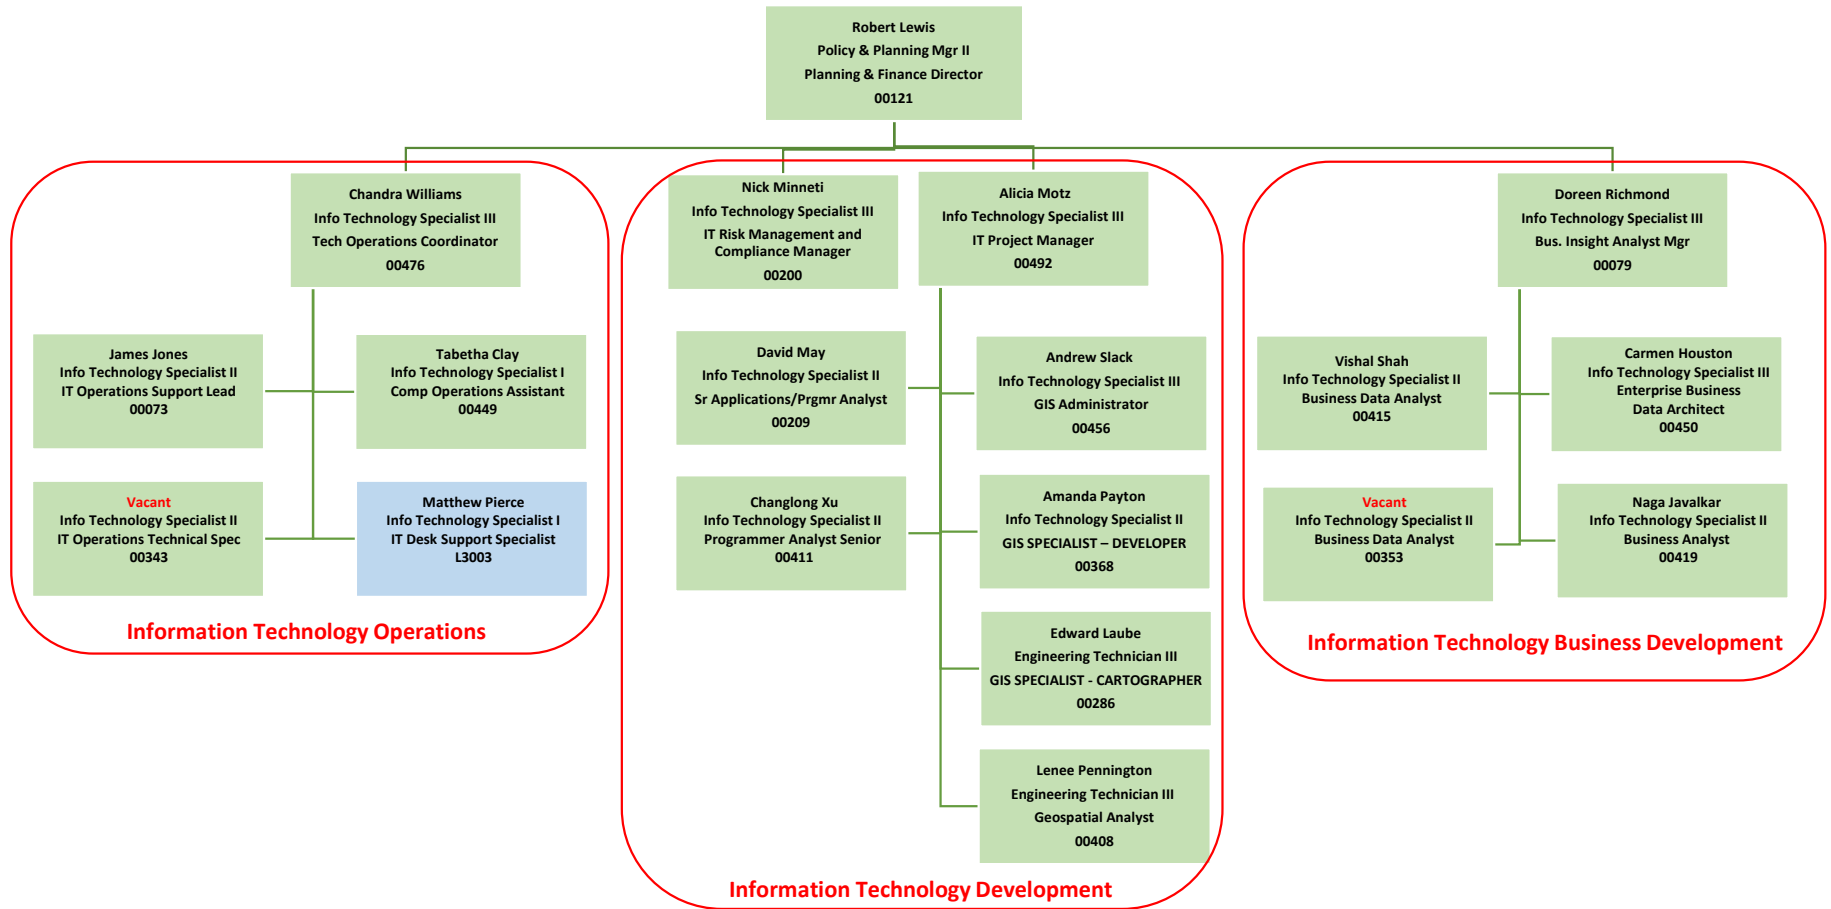 Robert Lewis
Policy & Planning Mgr II
Planning & Finance Director
00121
Chandra Williams
Info Technology Specialist III
Tech Operations Coordinator
00476
James Jones
Info Technology Specialist II
IT Operations Support Lead
00073
Tabetha Clay
Info Technology Specialist I
Comp Operations Assistant
00449
Vacant
Info Technology Specialist II
IT Operations Technical Spec
00343
Matthew Pierce
Info Technology Specialist I
IT Desk Support Specialist
L3003
Information Technology Operations
Nick Minneti
Info Technology Specialist III
IT Risk Management and
Compliance Manager
00200
Alicia Motz
Info Technology Specialist III
IT Project Manager
00492
David May
Info Technology Specialist II
Sr Applications/Prgmr Analyst
00209
Andrew Slack
Info Technology Specialist III
GIS Administrator
00456
Changlong Xu
Info Technology Specialist II
Programmer Analyst Senior
00411
Amanda Payton
Info Technology Specialist II
GIS SPECIALIST – DEVELOPER
00368
Edward Laube
Engineering Technician III
GIS SPECIALIST - CARTOGRAPHER
00286
Lenee Pennington
Engineering Technician III
Geospatial Analyst
00408
Information Technology Development
Doreen Richmond
Info Technology Specialist III
Bus. Insight Analyst Mgr
00079
Vishal Shah
Info Technology Specialist II
Business Data Analyst
00415
Carmen Houston
Info Technology Specialist III
Enterprise Business
Data Architect
00450
Vacant
Info Technology Specialist II
Business Data Analyst
00353
Naga Javalkar
Info Technology Specialist II
Business Analyst
00419
Information Technology Business Development